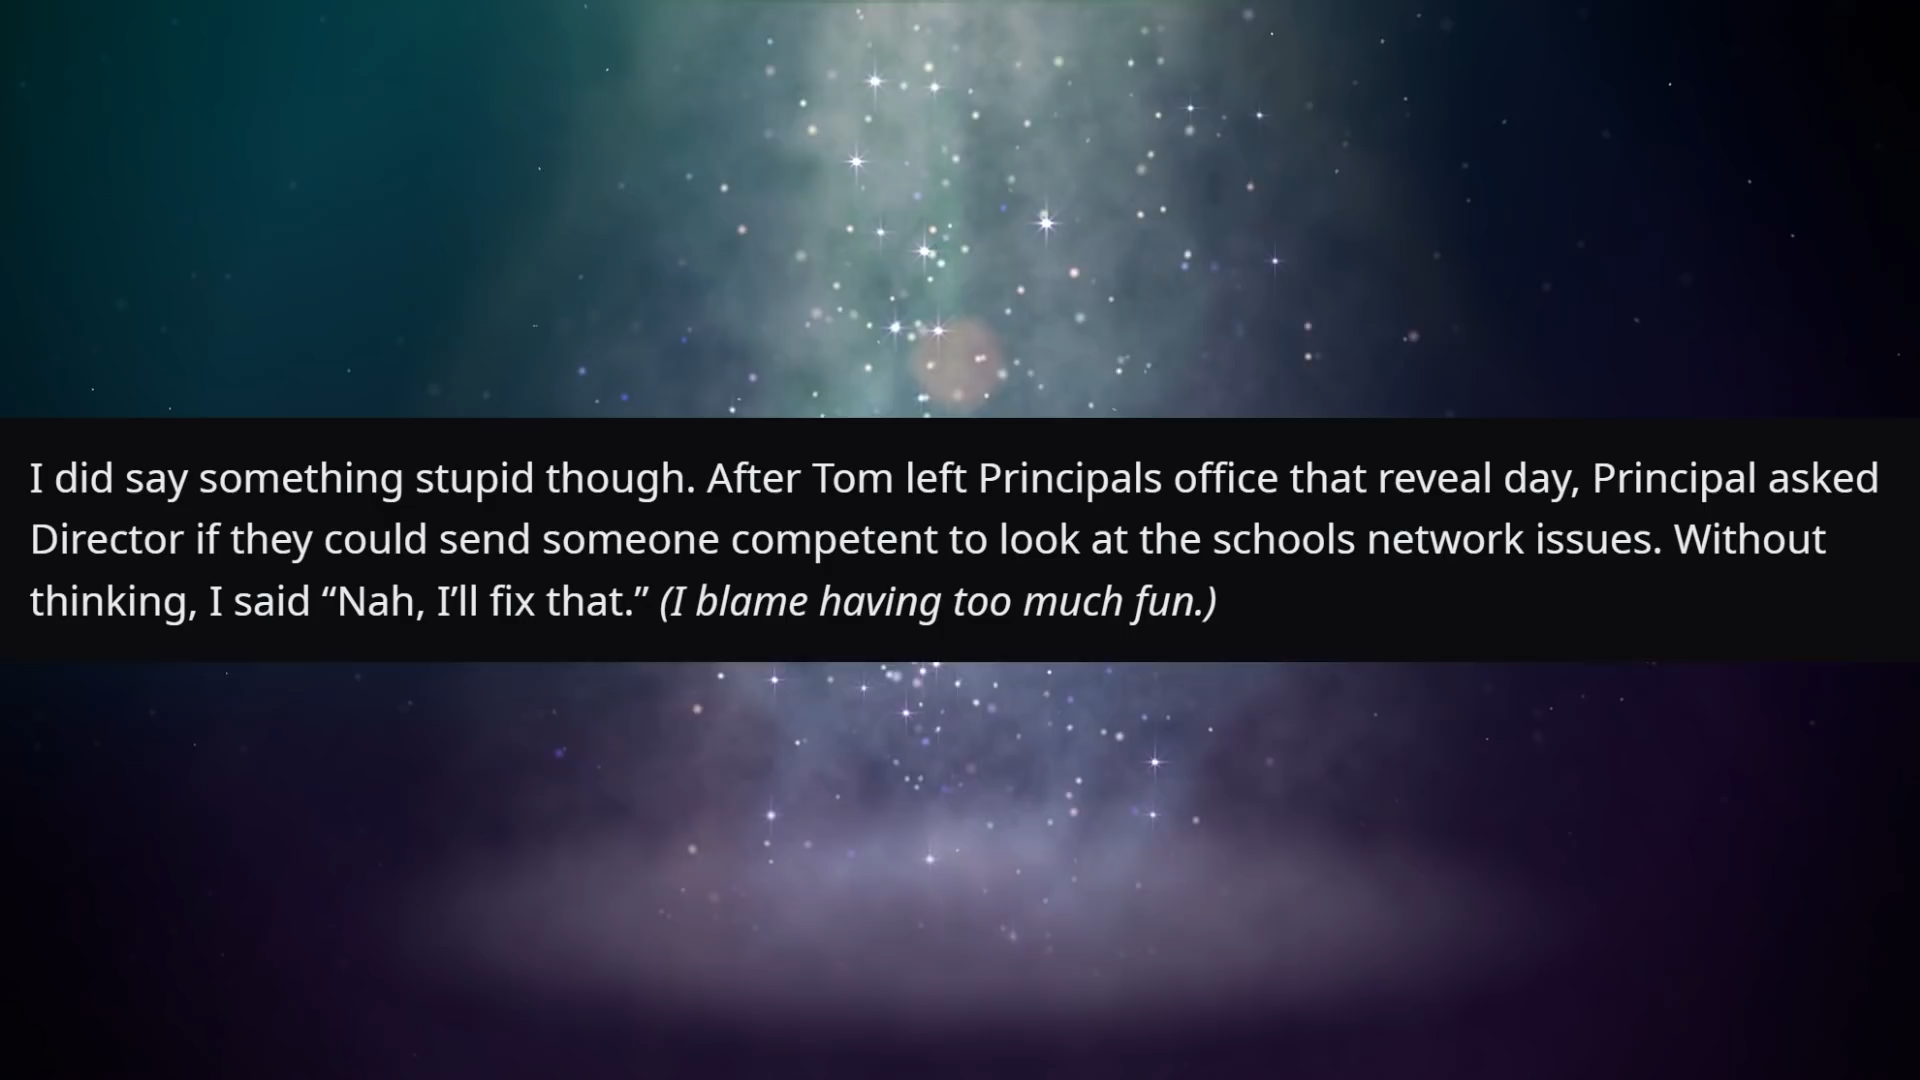 I did say something stupid though. After Tom left Principals office that reveal day, Principal asked
Director if they could send someone competent to look at the schools network issues. Without
thinking, I said “Nah, I’ll fix that.” (I blame having too much fun.)